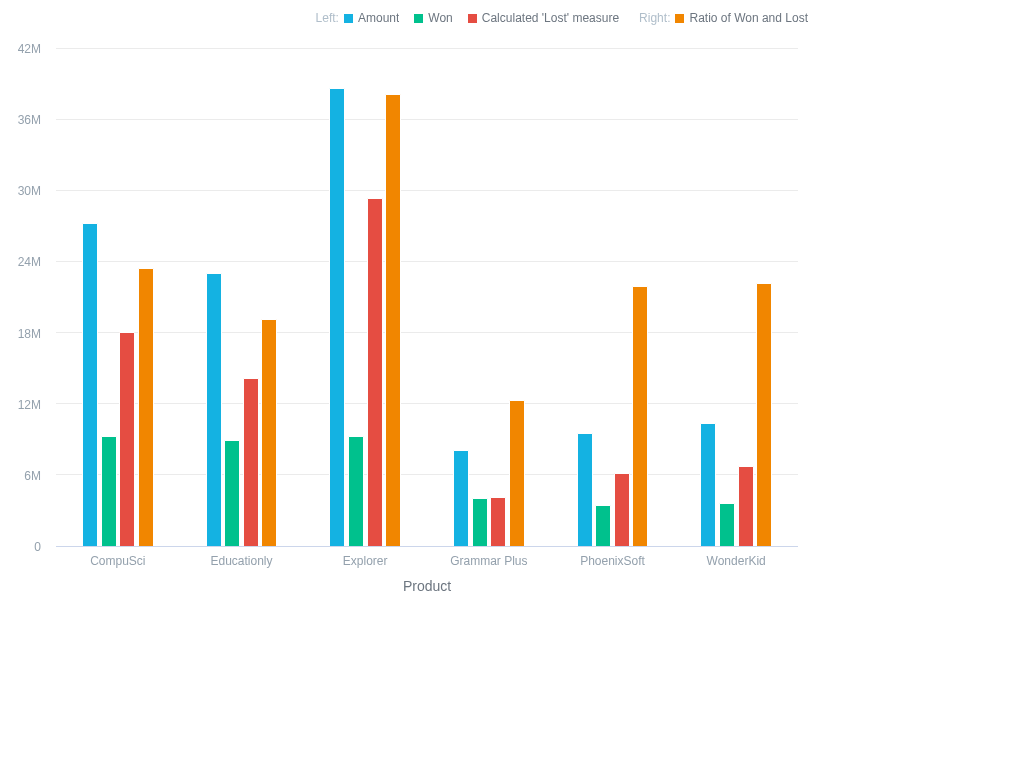 Left: Amount Won Calculated 'Lost' measure Right: Ratio of Won and Lost
42M
36M
30M
24M
18M
12M
6M
0
CompuSci Educationly Explorer Grammar Plus PhoenixSoft WonderKid
Product